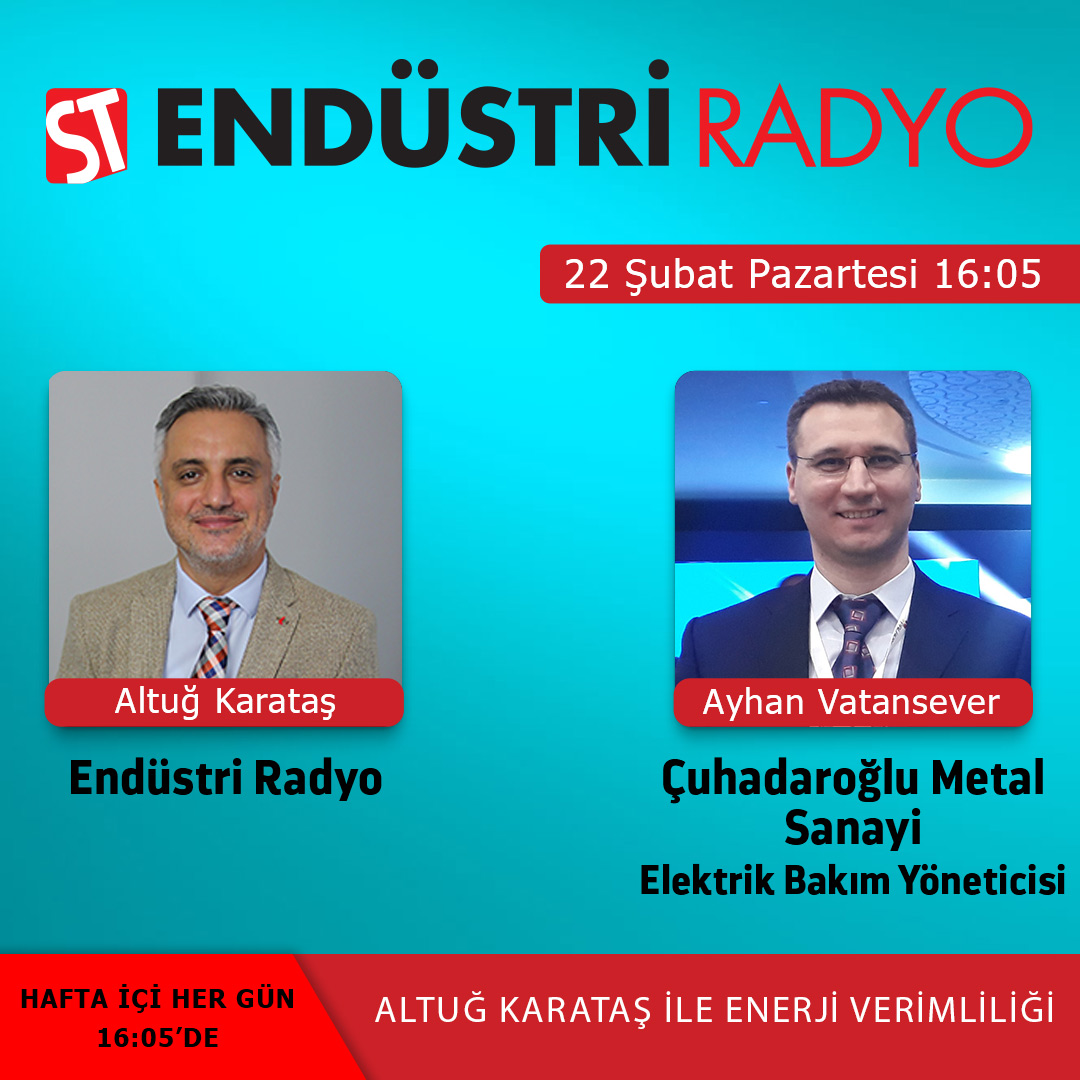 ST ENDÜSTRİ RADYO
22 Şubat Pazartesi 16:05
Altuğ Karataş
Endüstri Radyo
Ayhan Vatansever
Çuhadaroğlu Metal
Sanayi
Elektrik Bakım Yöneticisi
HAFTA İÇİ HER GÜN
16:05’DE
ALTUĞ KARATAŞ İLE ENERJİ VERİMLİLİĞİ